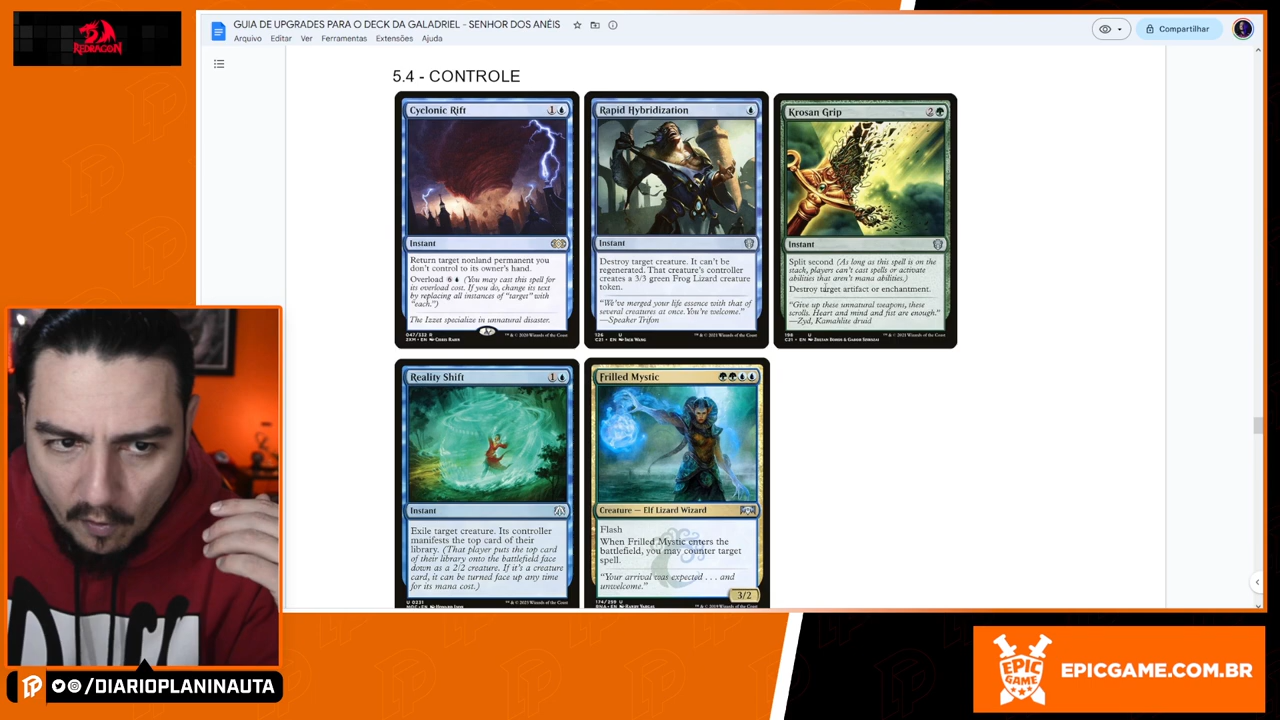 REDRAGON
GUIA DE UPGRADES PARA O DECK DA GALADRIEL - SENHOR DOS ANÉIS
Arquivo Editar Ver Ferramentas Extensões Ajuda
Compartilhar
5.4 - CONTROLE
Cyclonic Rift 1
Instant
Return target nonland permanent you
don't control to its owner's hand.
Overload 6 (You may cast this spell for
its overload cost. If you do, change its text
by replacing all instances of "target" with
"each.")
The Izzet specialize in unnatural disaster.
Rapid Hybridization
Instant
Destroy target creature. It can't be
regenerated. That creature's controller
creates a 3/3 green Frog Lizard creature
token.
"We've merged your life essence with that of
several creatures at once. You're welcome."
—Speaker Trifon
Krosan Grip 2
Instant
Split second (As long as this spell is on the
stack, players can't cast spells or activate
abilities that aren't mana abilities.)
Destroy target artifact or enchantment.
"Give up these unnatural weapons, these
scrolls. Heart and mind and fist are enough."
—Zyd, Kamahlite druid
Reality Shift 1
Instant
Exile target creature. Its controller
manifests the top card of their
library. (That player puts the top card
of their library onto the battlefield face
down as a 2/2 creature. If it's a creature
card, it can be turned face up any time
for its mana cost.)
Frilled Mystic
Creature — Elf Lizard Wizard
Flash
When Frilled Mystic enters the
battlefield, you may counter target
spell.
"Your arrival was expected . . . and
unwelcome."
3/2
/DIARIOPLANINAUTA
EPIC
GAME
EPICGAME.COM.BR